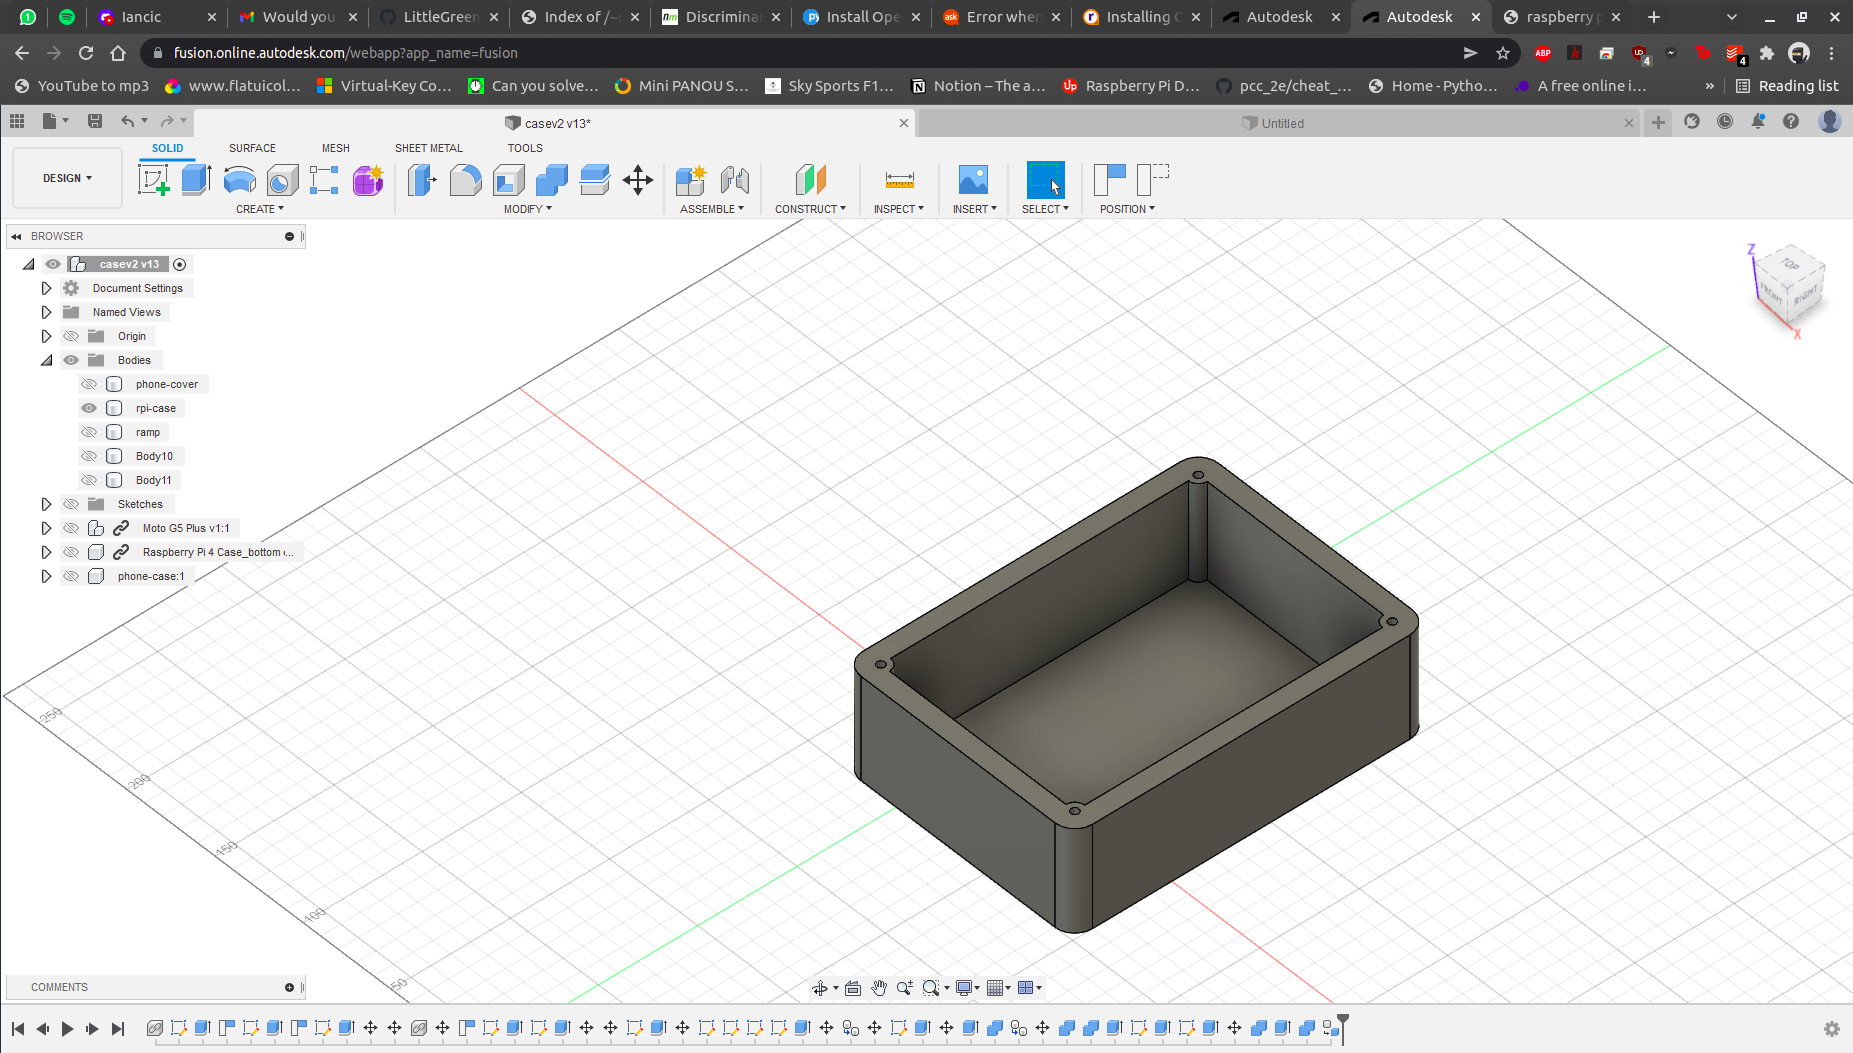 Iancic
Would you
LittleGreen
Index of /~
Discrimina
Install Ope
Error when
Installing C
Autodesk
Autodesk
raspberry p
fusion.online.autodesk.com/webapp?app_name=fusion
ABP
4
4
YouTube to mp3
www.flatuicol...
Virtual-Key Co...
Can you solve...
Mini PANOU S...
Sky Sports F1...
Notion – The a...
Raspberry Pi D...
pcc_2e/cheat_...
Home - Pytho...
A free online i...
»
Reading list
casev2 v13*
Untitled
SOLID
SURFACE
MESH
SHEET METAL
TOOLS
DESIGN
CREATE
MODIFY
ASSEMBLE
CONSTRUCT
INSPECT
INSERT
SELECT
POSITION
BROWSER
casev2 v13
Document Settings
Named Views
Origin
Bodies
phone-cover
rpi-case
ramp
Body10
Body11
Sketches
Moto G5 Plus v1:1
Raspberry Pi 4 Case_bottom ...
phone-case:1
Z
TOP
FRONT
RIGHT
X
250
200
150
100
50
COMMENTS